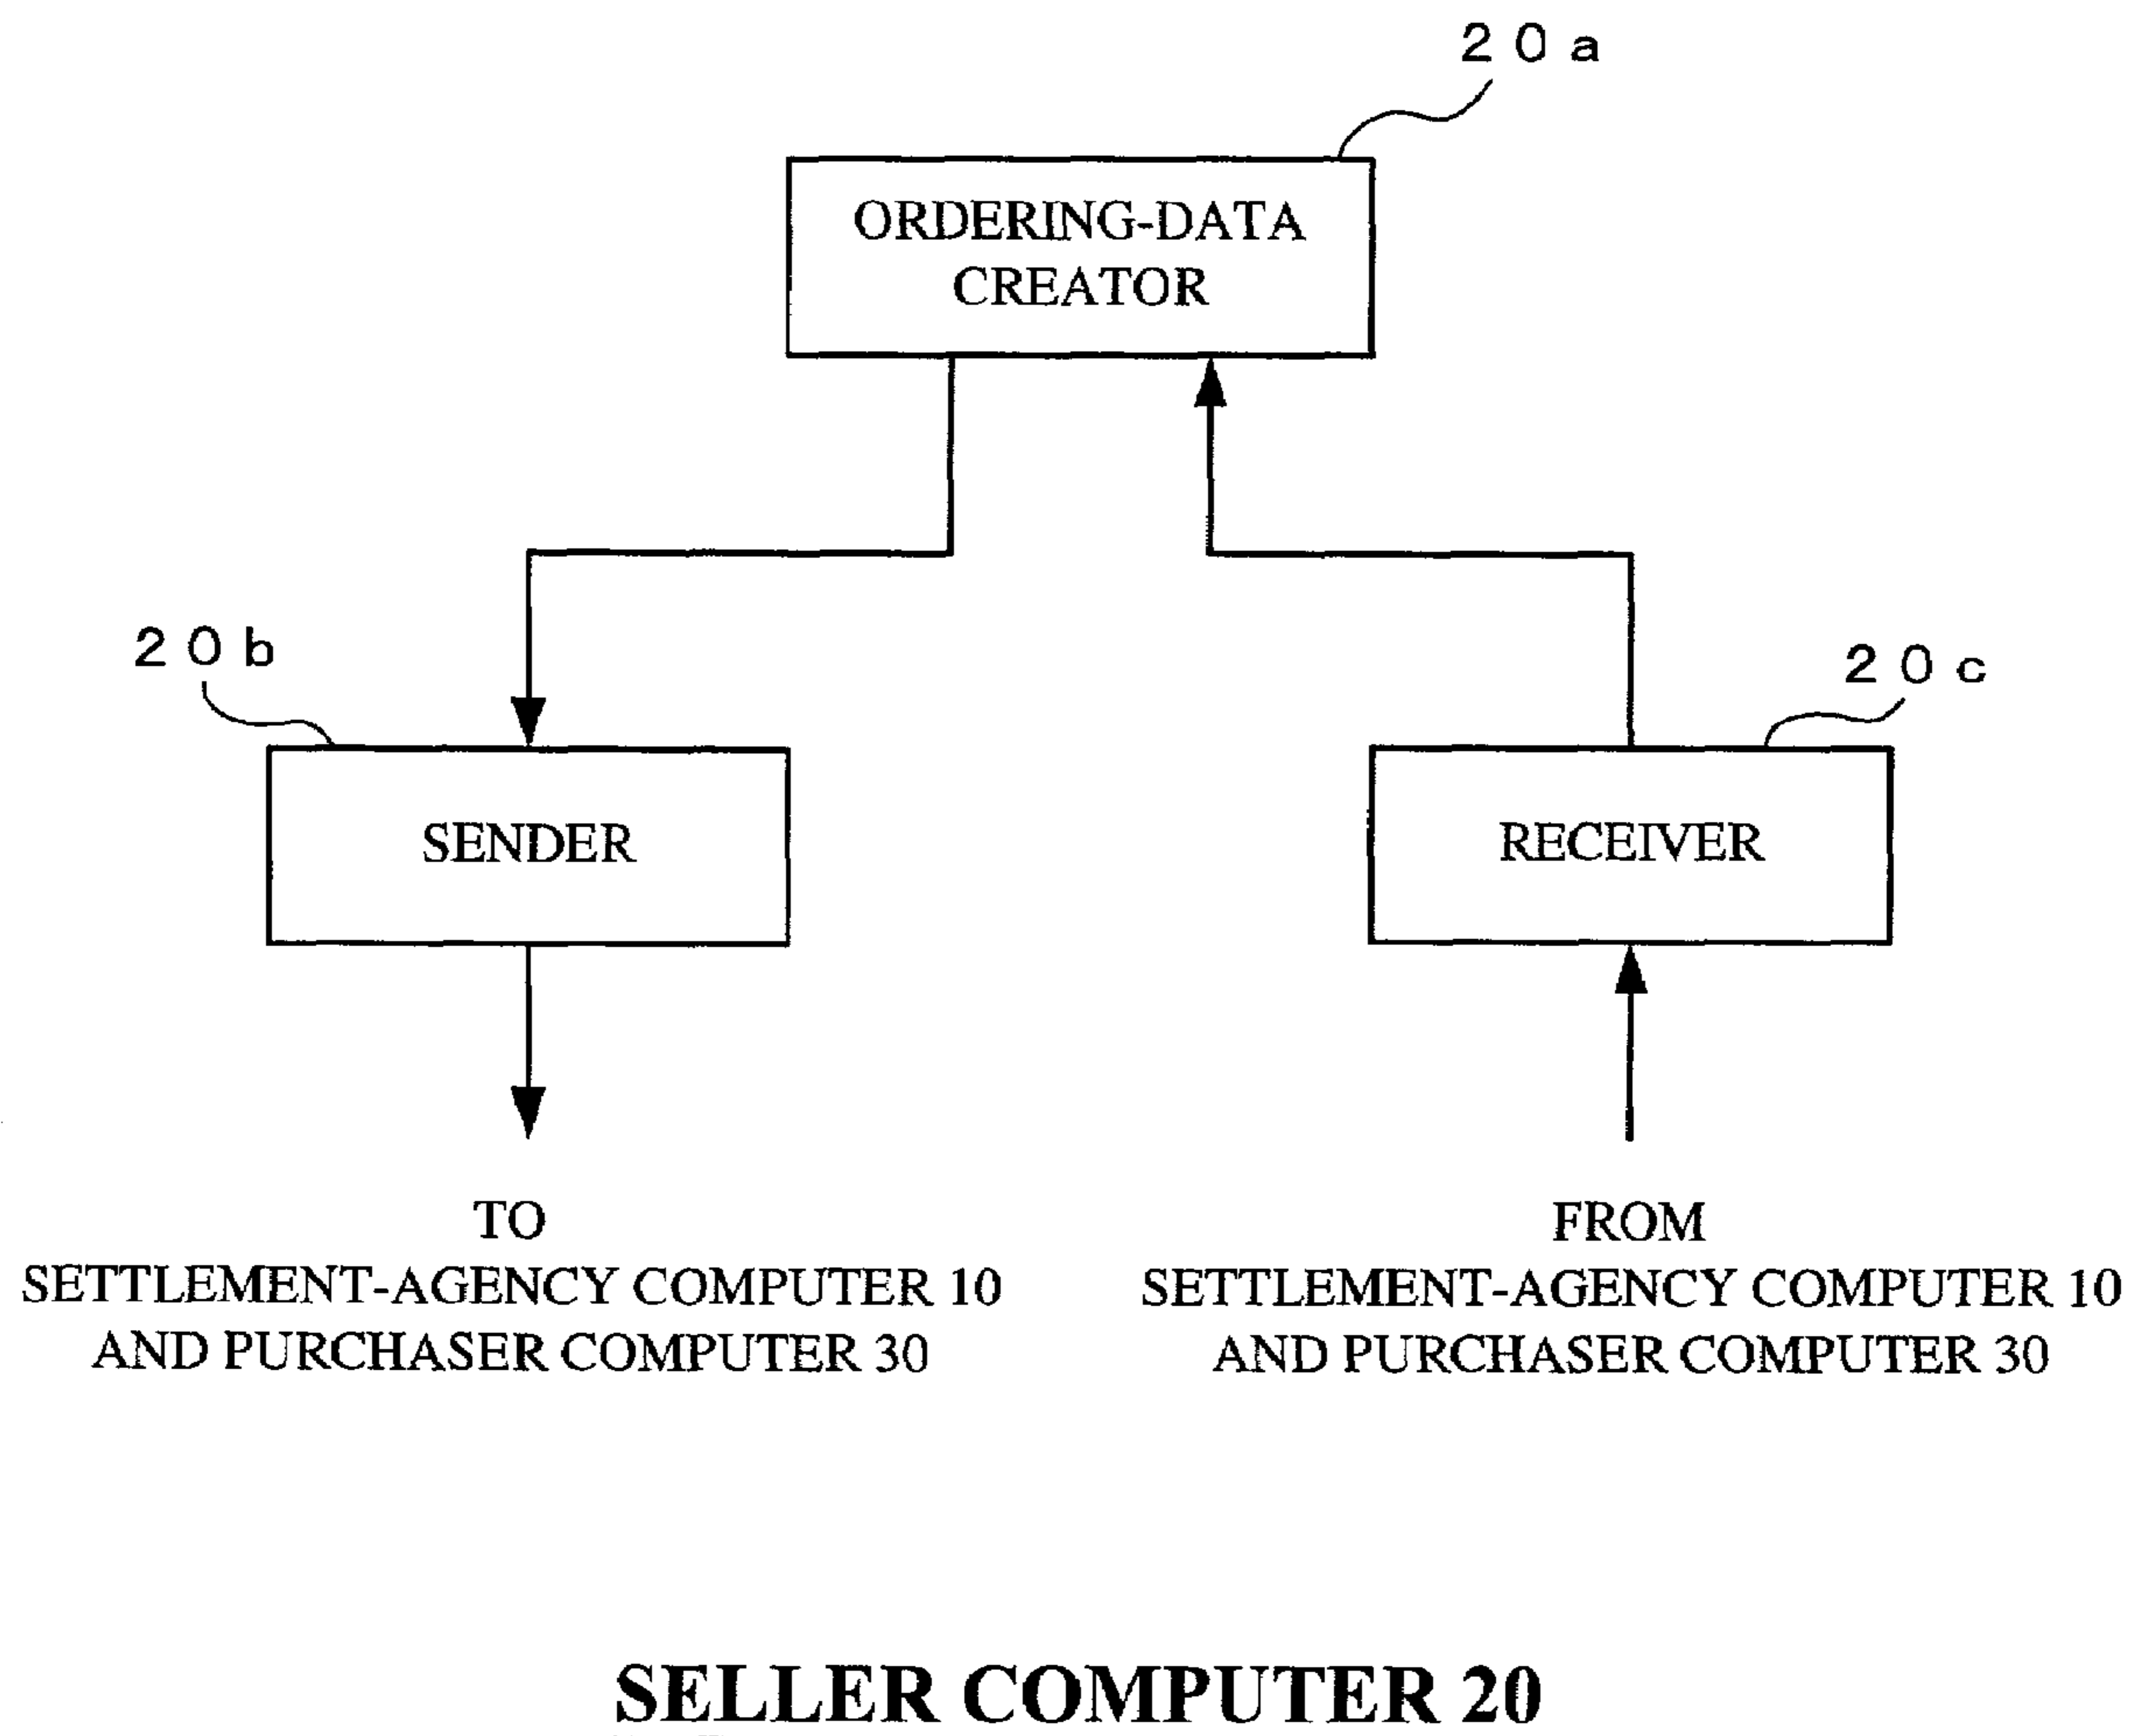 20a
ORDERING-DATA
CREATOR
20b
20c
SENDER
RECEIVER
TO
SETTLEMENT-AGENCY COMPUTER 10
AND PURCHASER COMPUTER 30
FROM
SETTLEMENT-AGENCY COMPUTER 10
AND PURCHASER COMPUTER 30
SELLER COMPUTER 20